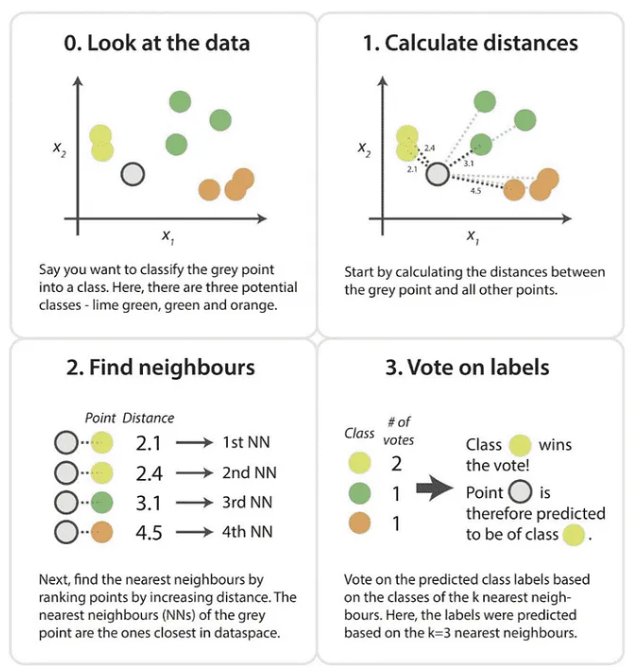 0. Look at the data
x2
x1
Say you want to classify the grey point
into a class. Here, there are three potential
classes - lime green, green and orange.
1. Calculate distances
x2
2.4
2.1
3.1
4.5
x1
Start by calculating the distances between
the grey point and all other points.
2. Find neighbours
Point Distance
2.1 1st NN
2.4 2nd NN
3.1 3rd NN
4.5 4th NN
Next, find the nearest neighbours by
ranking points by increasing distance. The
nearest neighbours (NNs) of the grey
point are the ones closest in dataspace.
3. Vote on labels
Class # of
votes
2
1
1
Class wins
the vote!
Point is
therefore predicted
to be of class .
Vote on the predicted class labels based
on the classes of the k nearest neigh-
bours. Here, the labels were predicted
based on the k=3 nearest neighbours.